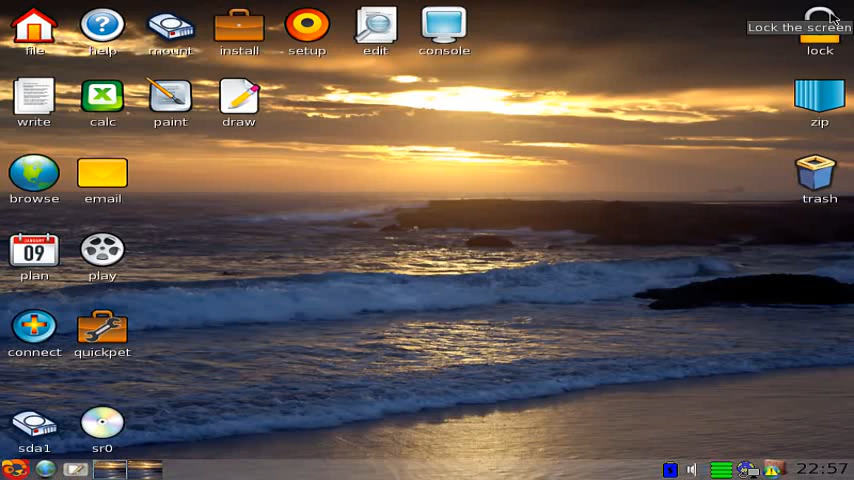 file help mount install setup edit console
Lock the screen
lock
write calc paint draw
zip
browse email
trash
JANUARY
09
plan play
connect quickpet
sda1 sr0
22:57